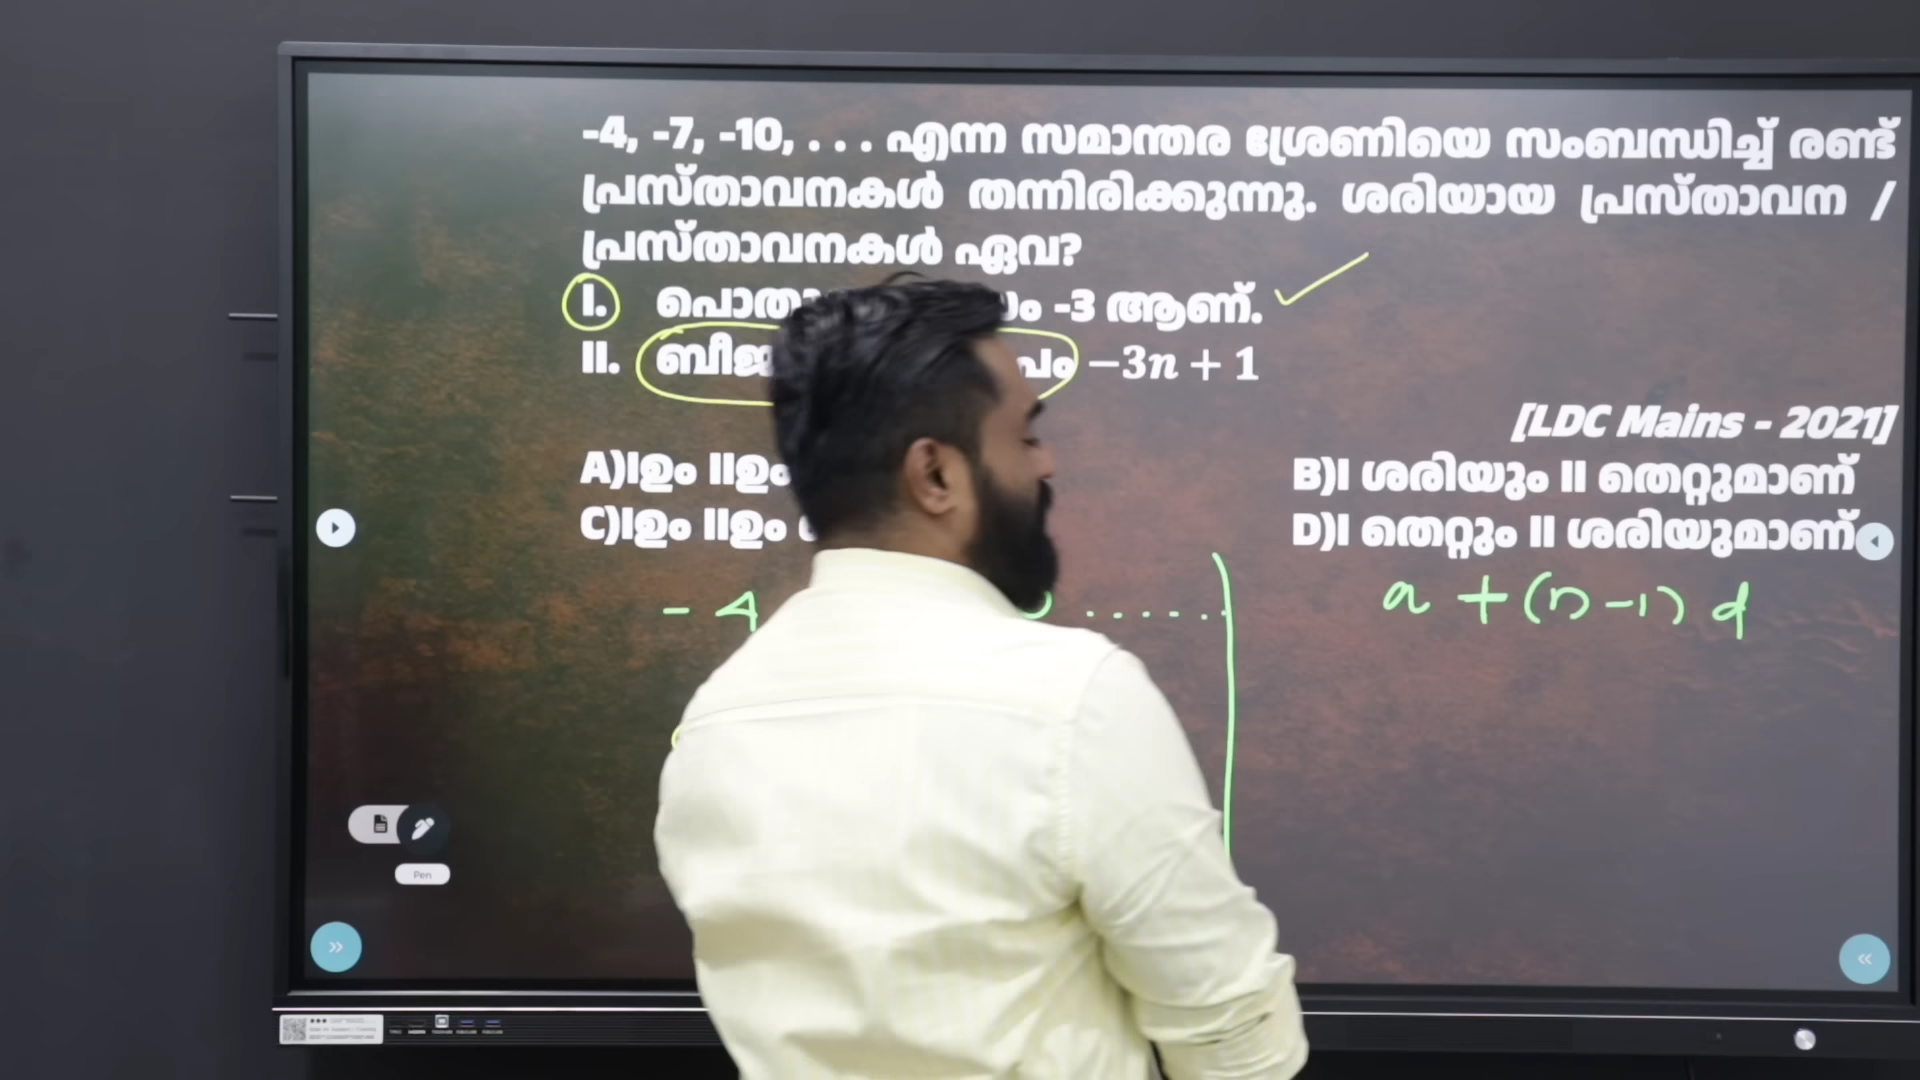 -4, -7, -10, . . . എന്ന സമാന്തര ശ്രേണിയെ സംബന്ധിച്ച് രണ്ട്
പ്രസ്താവനകൾ തന്നിരിക്കുന്നു. ശരിയായ പ്രസ്താവന /
പ്രസ്താവനകൾ ഏവ?
I. -3 ആണ്.
II. −3n + 1
[LDC Mains - 2021]
A)Iഉം IIഉം
B)I ശരിയും II തെറ്റുമാണ്
C)Iഉം IIഉം
D)I തെറ്റും II ശരിയുമാണ്
- 4 ......
a + (n -1) d
Pen